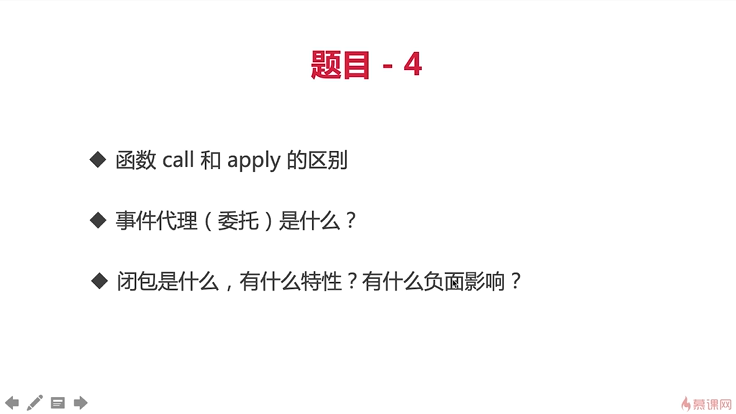 题目 - 4
◆ 函数 call 和 apply 的区别
◆ 事件代理（委托）是什么？
◆ 闭包是什么，有什么特性？有什么负面影响？
慕课网